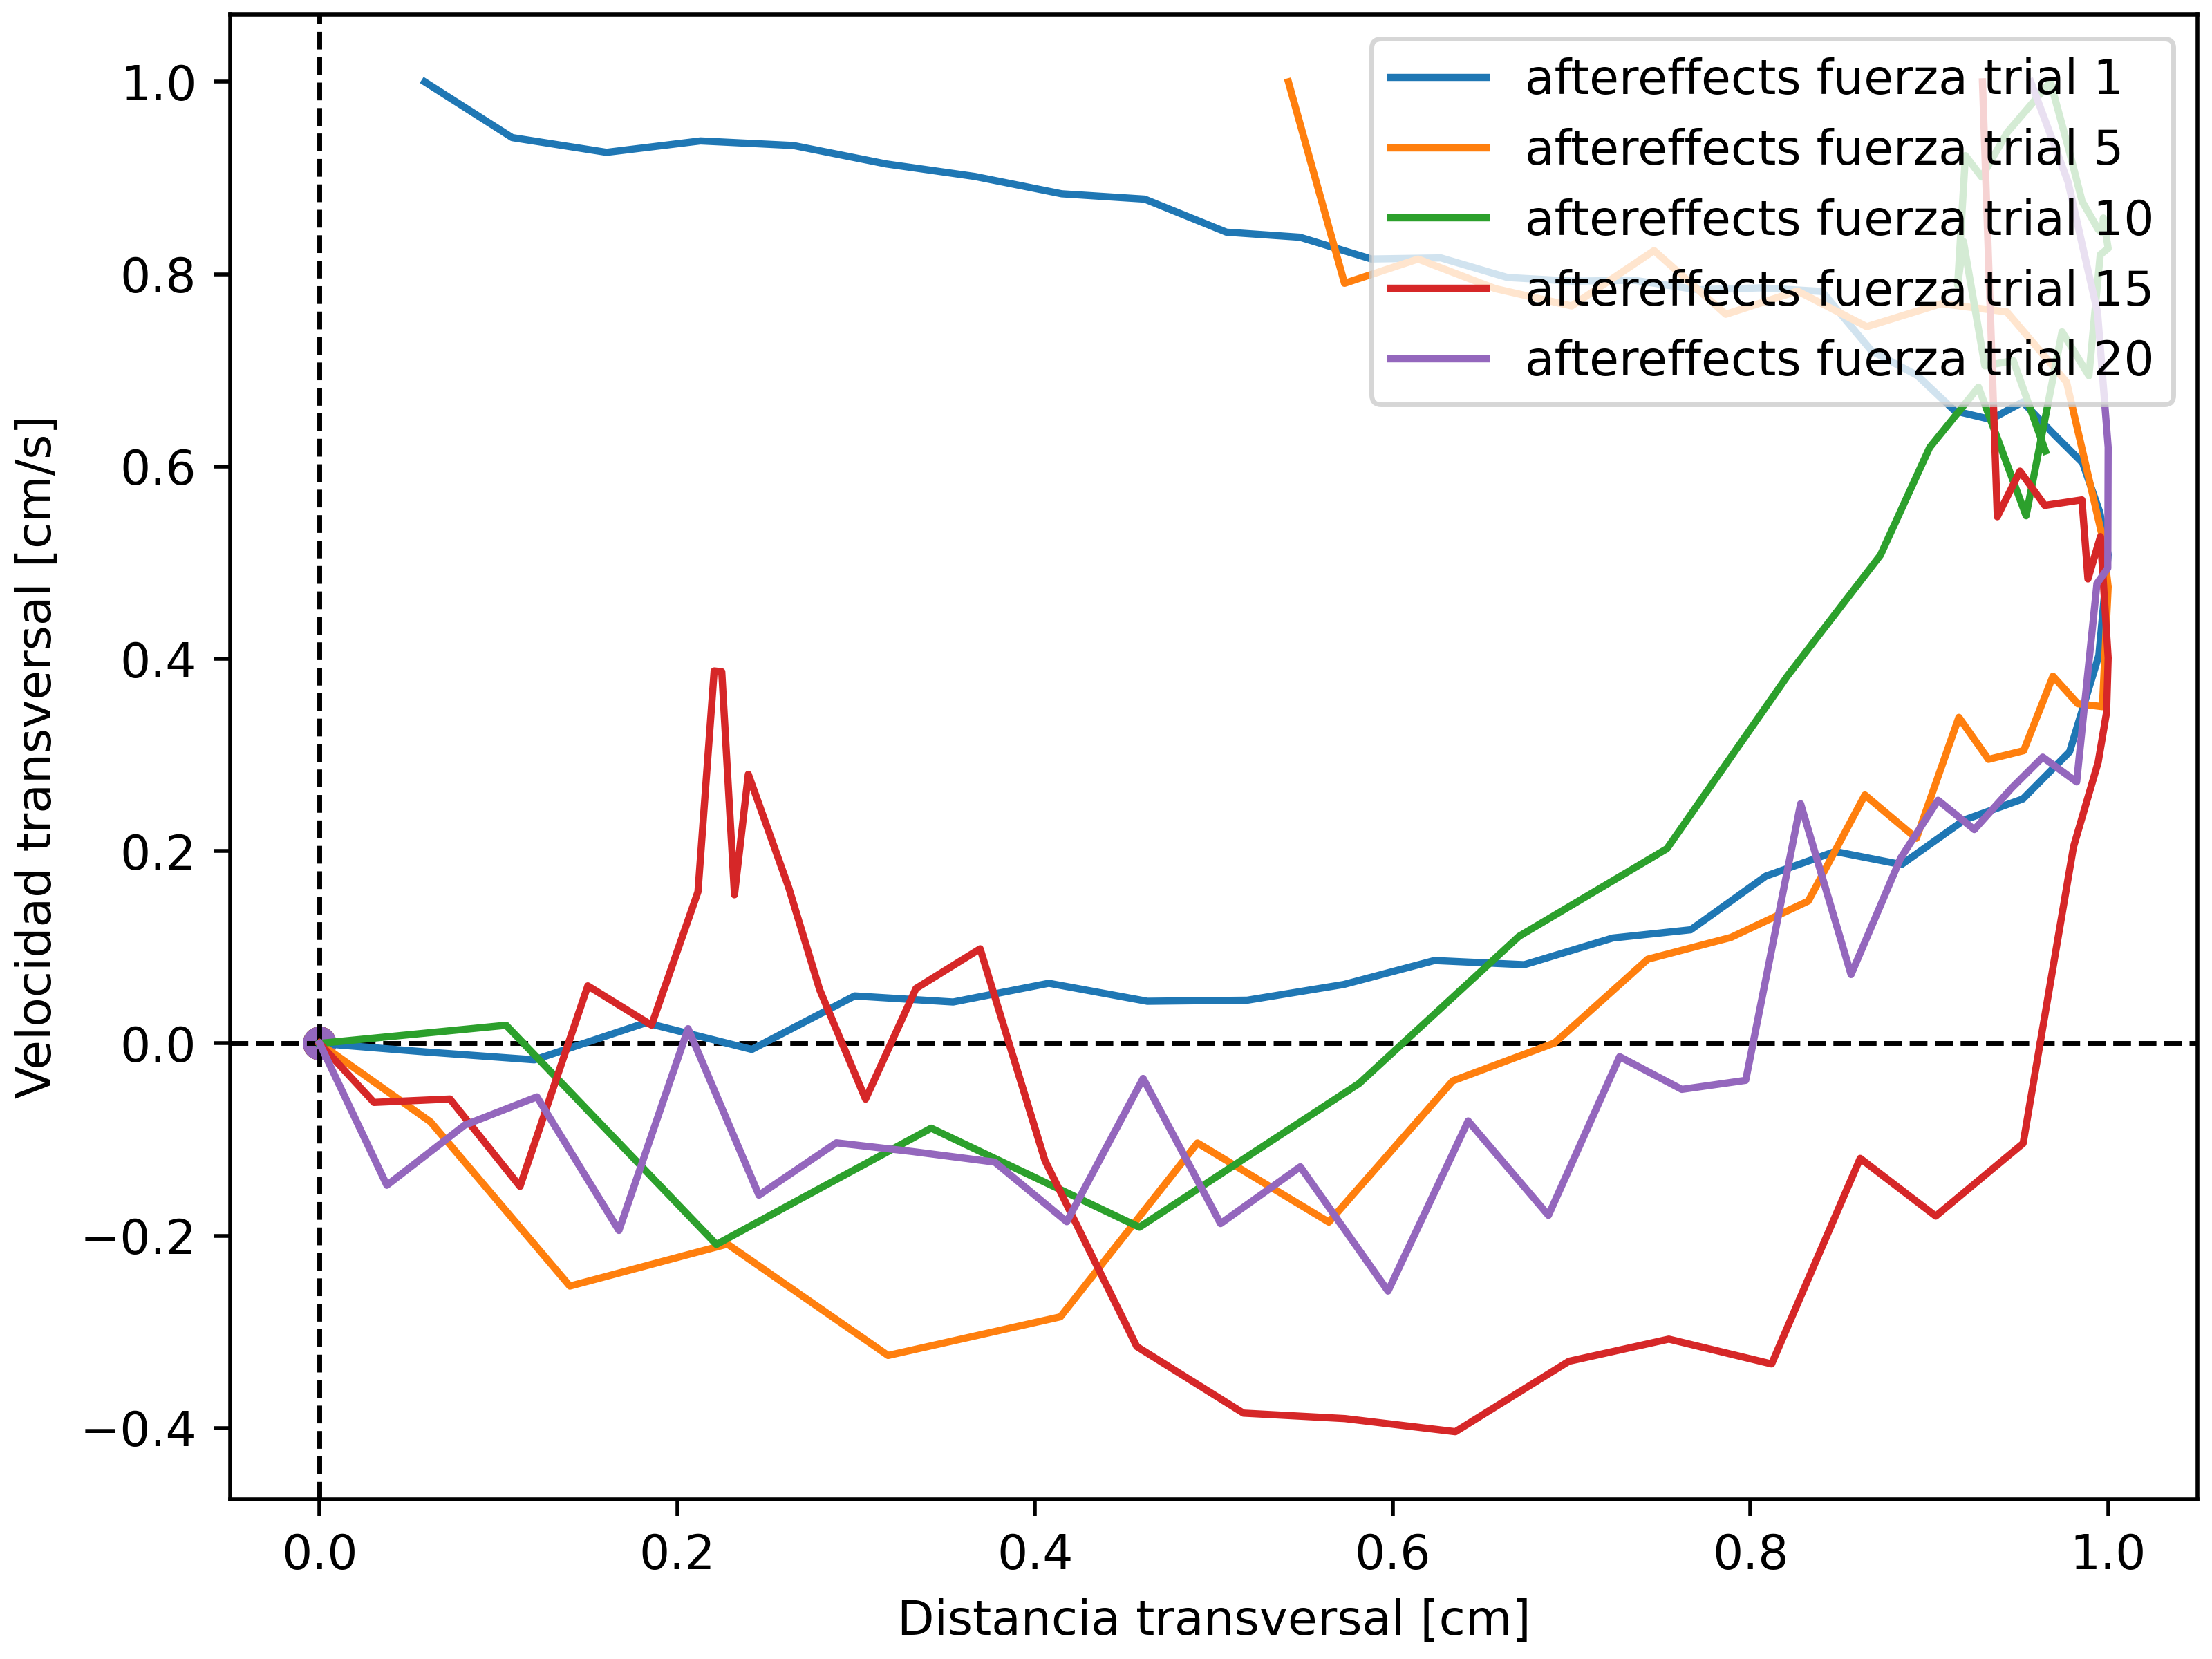 Velocidad transversal [cm/s]
1.0
0.8
0.6
0.4
0.2
0.0
−0.2
−0.4
aftereffects fuerza trial 1
aftereffects fuerza trial 5
aftereffects fuerza trial 10
aftereffects fuerza trial 15
aftereffects fuerza trial 20
0.0 0.2 0.4 0.6 0.8 1.0
Distancia transversal [cm]